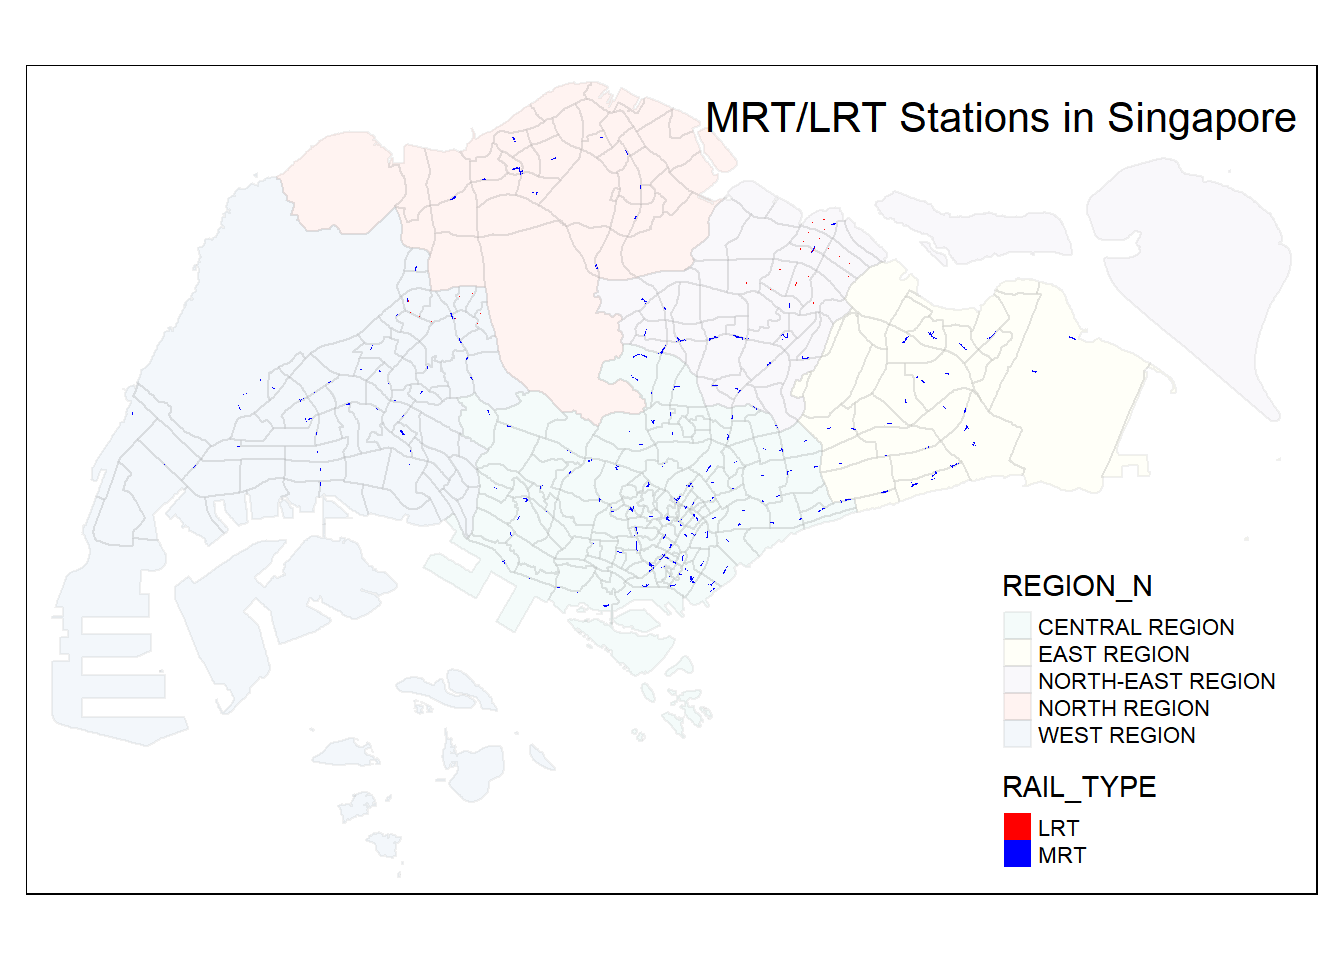 MRT/LRT Stations in Singapore
REGION_N
CENTRAL REGION
EAST REGION
NORTH-EAST REGION
NORTH REGION
WEST REGION
RAIL_TYPE
LRT
MRT